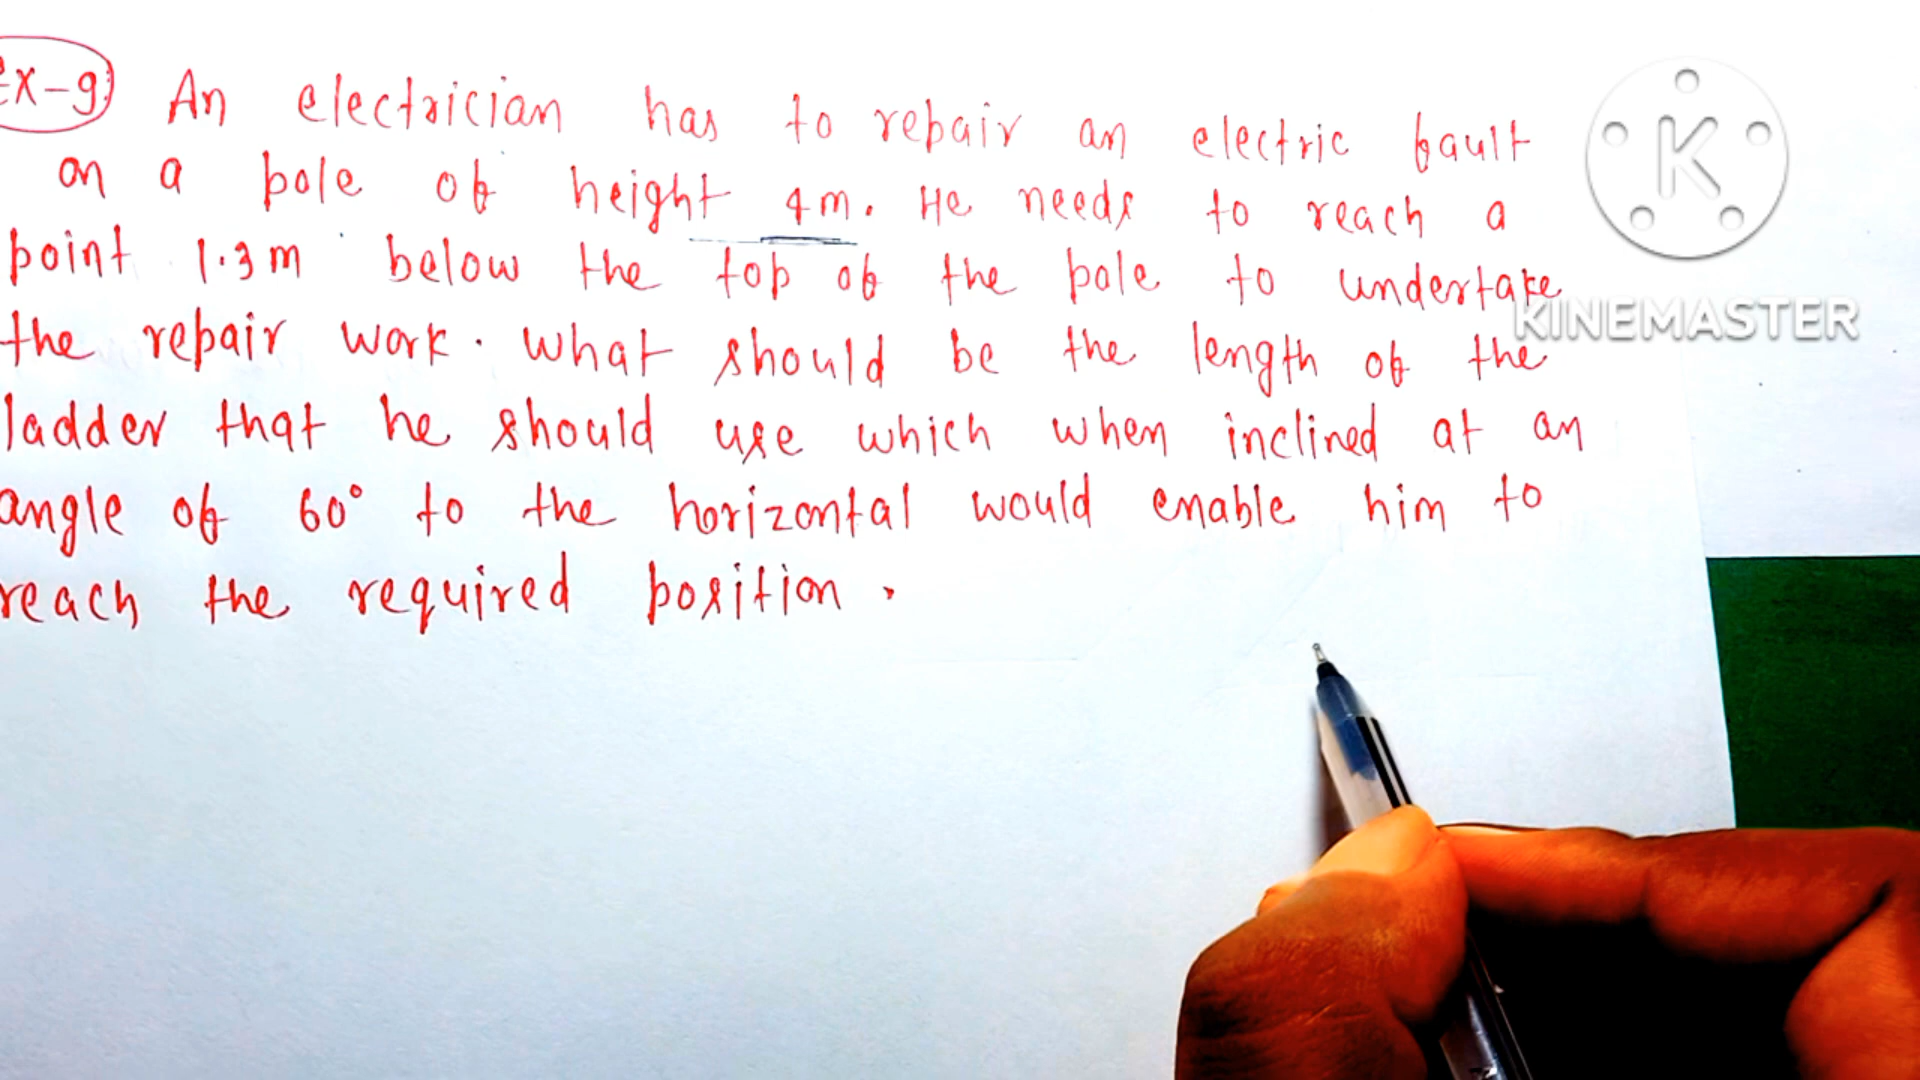 Ex-9) An electrician has to repair an electric fault
on a pole of height 4m. He needs to reach a
point 1.3m below the top of the pole to undertake
the repair work. What should be the length of the
ladder that he should use which when inclined at an
angle of 60° to the horizontal would enable him to
reach the required position.
K
KINEMASTER